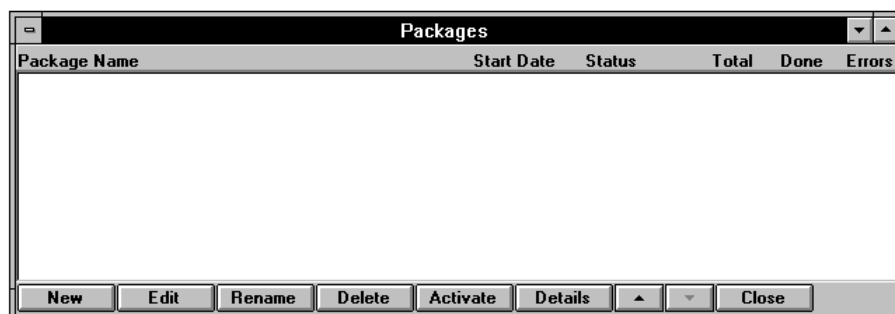 Packages
Package Name Start Date Status Total Done Errors
New Edit Rename Delete Activate Details Close